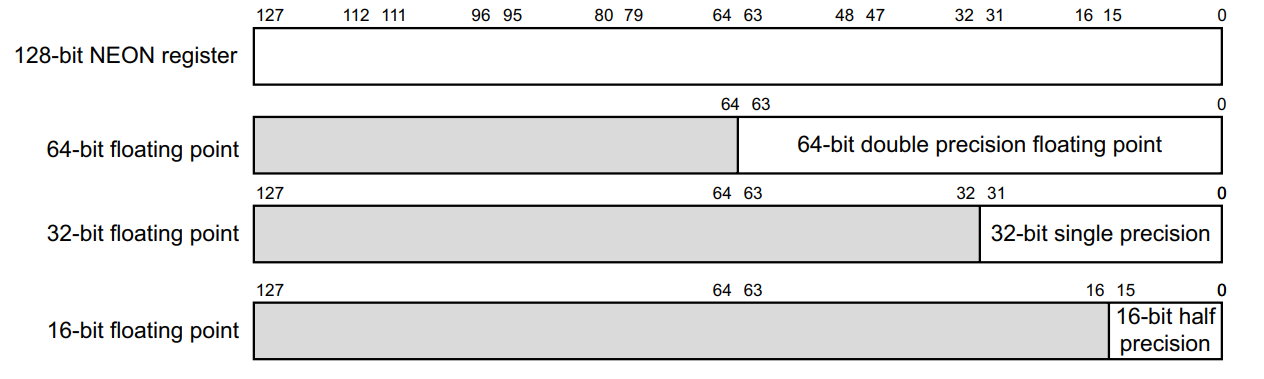 127 112 111 96 95 80 79 64 63 48 47 32 31 16 15 0
128-bit NEON register
64 63 0
64-bit floating point 64-bit double precision floating point
127 64 63 32 31 0
32-bit floating point 32-bit single precision
127 64 63 16 15 0
16-bit floating point 16-bit half
precision